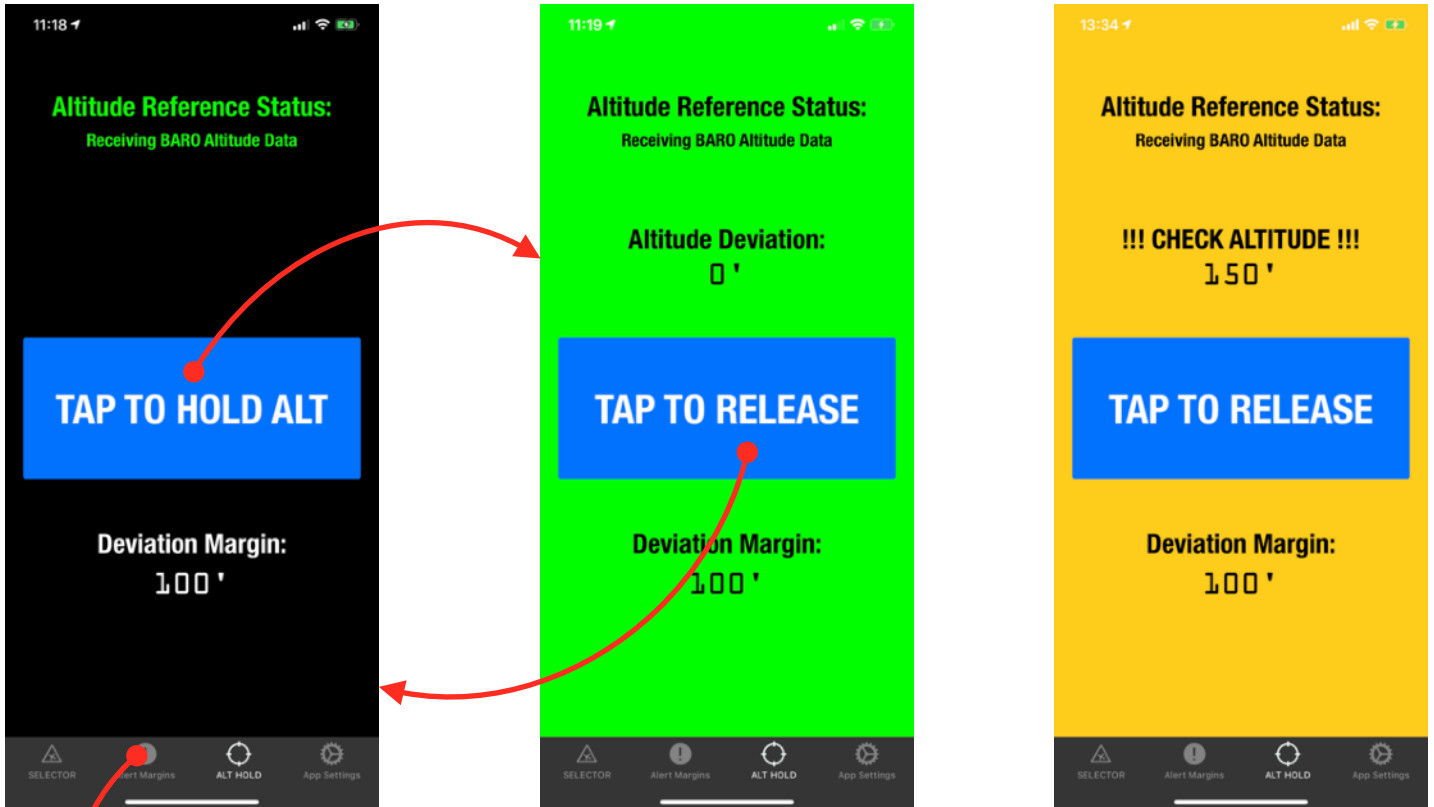 11:18
Altitude Reference Status:
Receiving BARO Altitude Data
TAP TO HOLD ALT
Deviation Margin:
100'
SELECTOR
Alert Margins
ALT HOLD
App Settings
11:19
Altitude Reference Status:
Receiving BARO Altitude Data
Altitude Deviation:
0'
TAP TO RELEASE
Deviation Margin:
100'
SELECTOR
Alert Margins
ALT HOLD
App Settings
13:34
Altitude Reference Status:
Receiving BARO Altitude Data
!!! CHECK ALTITUDE !!!
150'
TAP TO RELEASE
Deviation Margin:
100'
SELECTOR
Alert Margins
ALT HOLD
App Settings